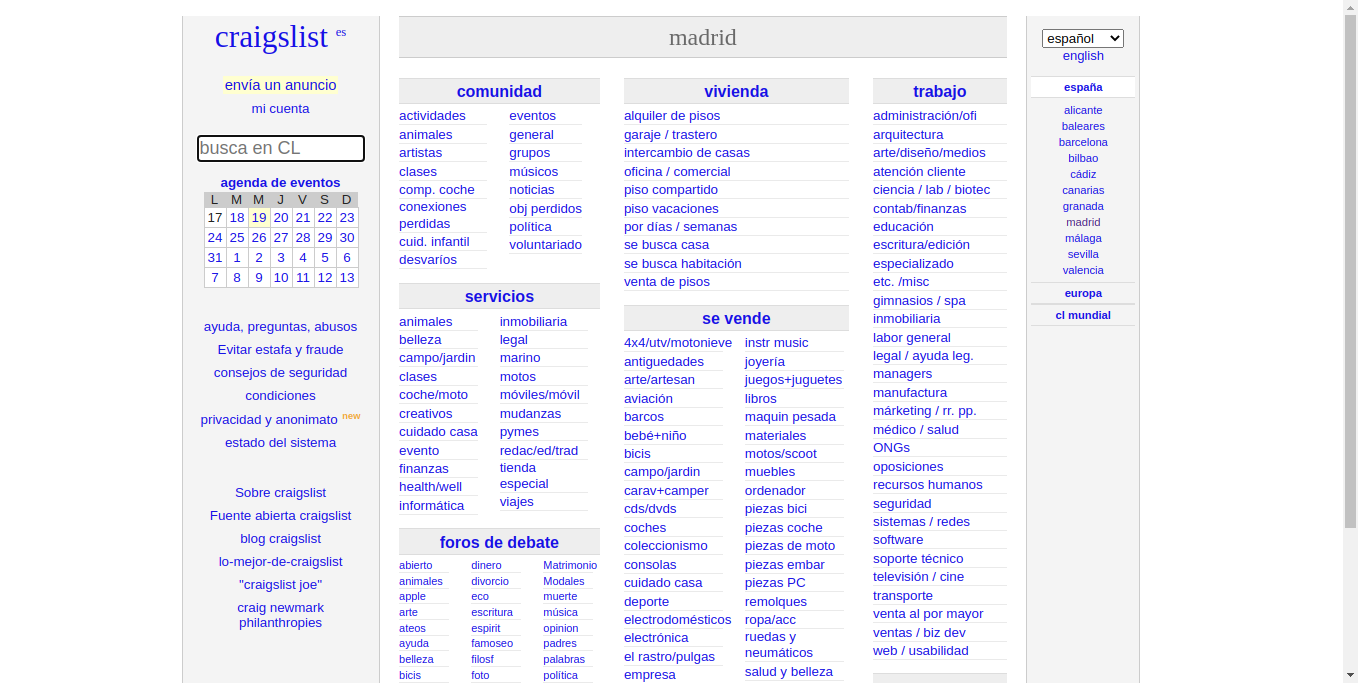 craigslist es
envía un anuncio
mi cuenta
busca en CL
agenda de eventos
L M M J V S D
17 18 19 20 21 22 23
24 25 26 27 28 29 30
31 1 2 3 4 5 6
7 8 9 10 11 12 13
ayuda, preguntas, abusos
Evitar estafa y fraude
consejos de seguridad
condiciones
privacidad y anonimato new
estado del sistema
Sobre craigslist
Fuente abierta craigslist
blog craigslist
lo-mejor-de-craigslist
"craigslist joe"
craig newmark
philanthropies
madrid
comunidad
actividades
animales
artistas
clases
comp. coche
conexiones
perdidas
cuid. infantil
desvaríos
eventos
general
grupos
músicos
noticias
obj perdidos
política
voluntariado
servicios
animales
belleza
campo/jardin
clases
coche/moto
creativos
cuidado casa
evento
finanzas
health/well
informática
inmobiliaria
legal
marino
motos
móviles/móvil
mudanzas
pymes
redac/ed/trad
tienda
especial
viajes
foros de debate
abierto
animales
apple
arte
ateos
ayuda
belleza
bicis
dinero
divorcio
eco
escritura
espirit
famoseo
filosf
foto
Matrimonio
Modales
muerte
música
opinion
padres
palabras
política
vivienda
alquiler de pisos
garaje / trastero
intercambio de casas
oficina / comercial
piso compartido
piso vacaciones
por días / semanas
se busca casa
se busca habitación
venta de pisos
se vende
4x4/utv/motonieve
antiguedades
arte/artesan
aviación
barcos
bebé+niño
bicis
campo/jardin
carav+camper
cds/dvds
coches
coleccionismo
consolas
cuidado casa
deporte
electrodomésticos
electrónica
el rastro/pulgas
empresa
instr music
joyería
juegos+juguetes
libros
maquin pesada
materiales
motos/scoot
muebles
ordenador
piezas bici
piezas coche
piezas de moto
piezas embar
piezas PC
remolques
ropa/acc
ruedas y
neumáticos
salud y belleza
trabajo
administración/ofi
arquitectura
arte/diseño/medios
atención cliente
ciencia / lab / biotec
contab/finanzas
educación
escritura/edición
especializado
etc. /misc
gimnasios / spa
inmobiliaria
labor general
legal / ayuda leg.
managers
manufactura
márketing / rr. pp.
médico / salud
ONGs
oposiciones
recursos humanos
seguridad
sistemas / redes
software
soporte técnico
televisión / cine
transporte
venta al por mayor
ventas / biz dev
web / usabilidad
español
english
españa
alicante
baleares
barcelona
bilbao
cádiz
canarias
granada
madrid
málaga
sevilla
valencia
europa
cl mundial